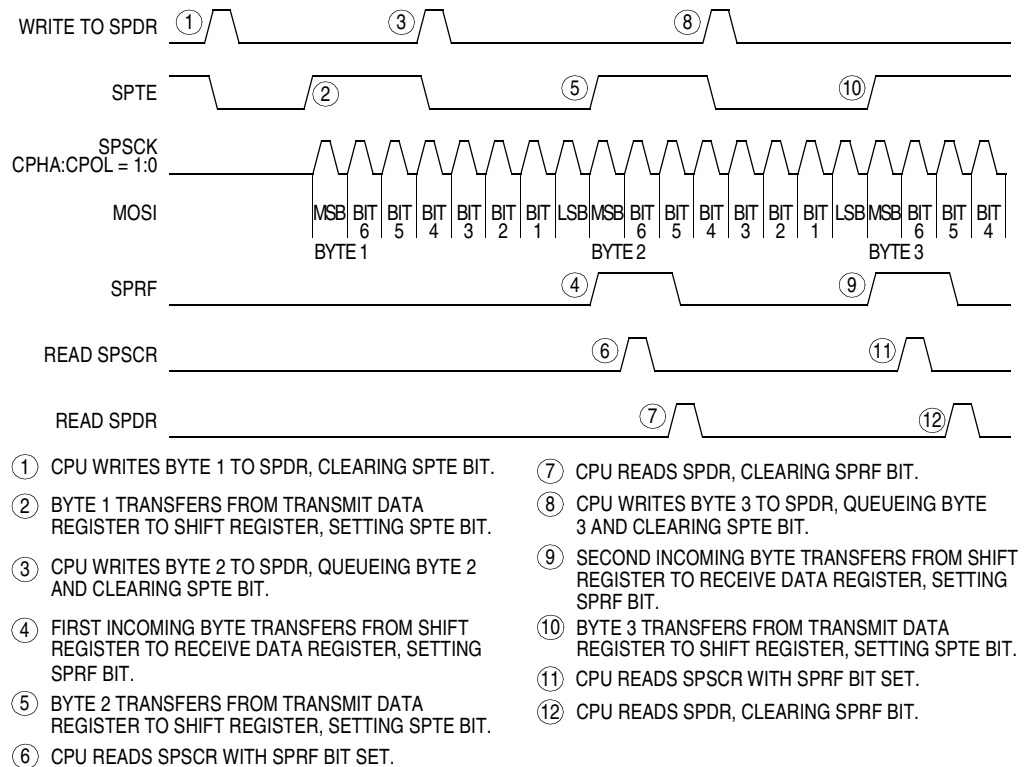 WRITE TO SPDR
1
3
8
SPTE
2
5
10
SPSCK
CPHA:CPOL = 1:0
MOSI
MSB BIT BIT BIT BIT BIT BIT LSB MSB BIT BIT BIT BIT BIT BIT LSB MSB BIT BIT BIT
6 5 4 3 2 1 6 5 4 3 2 1 6 5 4
BYTE 1 BYTE 2 BYTE 3
SPRF
4
9
READ SPSCR
6
11
READ SPDR
7
12
1 CPU WRITES BYTE 1 TO SPDR, CLEARING SPTE BIT.
2 BYTE 1 TRANSFERS FROM TRANSMIT DATA
REGISTER TO SHIFT REGISTER, SETTING SPTE BIT.
3 CPU WRITES BYTE 2 TO SPDR, QUEUEING BYTE 2
AND CLEARING SPTE BIT.
4 FIRST INCOMING BYTE TRANSFERS FROM SHIFT
REGISTER TO RECEIVE DATA REGISTER, SETTING
SPRF BIT.
5 BYTE 2 TRANSFERS FROM TRANSMIT DATA
REGISTER TO SHIFT REGISTER, SETTING SPTE BIT.
6 CPU READS SPSCR WITH SPRF BIT SET.
7 CPU READS SPDR, CLEARING SPRF BIT.
8 CPU WRITES BYTE 3 TO SPDR, QUEUEING BYTE
3 AND CLEARING SPTE BIT.
9 SECOND INCOMING BYTE TRANSFERS FROM SHIFT
REGISTER TO RECEIVE DATA REGISTER, SETTING
SPRF BIT.
10 BYTE 3 TRANSFERS FROM TRANSMIT DATA
REGISTER TO SHIFT REGISTER, SETTING SPTE BIT.
11 CPU READS SPSCR WITH SPRF BIT SET.
12 CPU READS SPDR, CLEARING SPRF BIT.